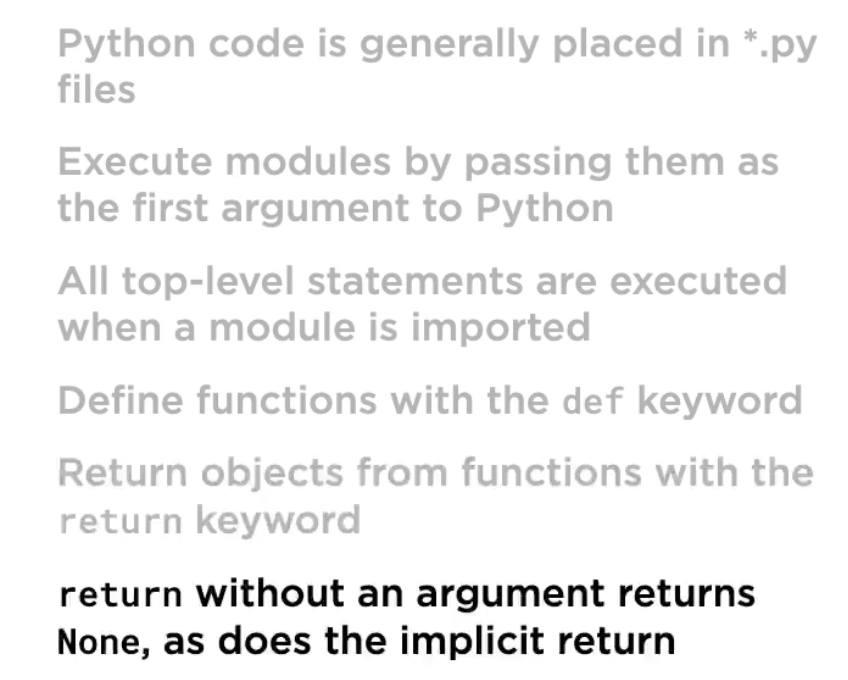 Python code is generally placed in *.py
files
Execute modules by passing them as
the first argument to Python
All top-level statements are executed
when a module is imported
Define functions with the def keyword
Return objects from functions with the
return keyword
return without an argument returns
None, as does the implicit return